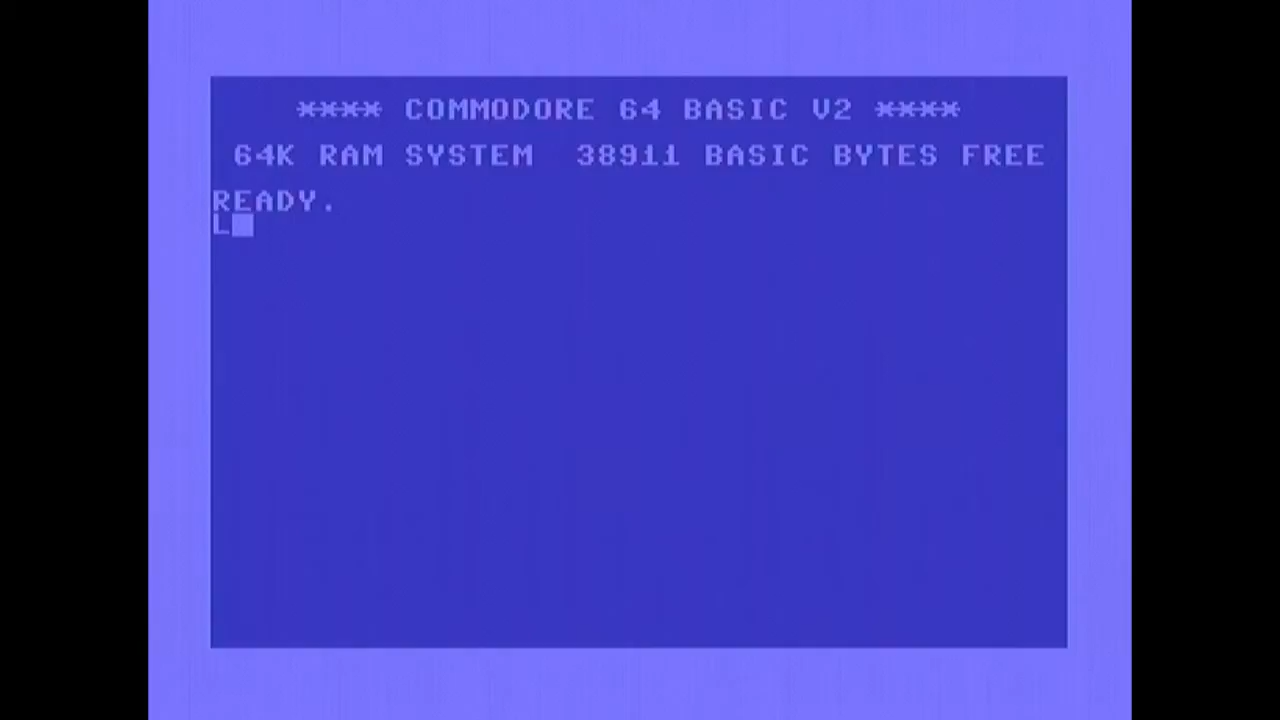 **** COMMODORE 64 BASIC V2 ****
64K RAM SYSTEM  38911 BASIC BYTES FREE
READY.
L